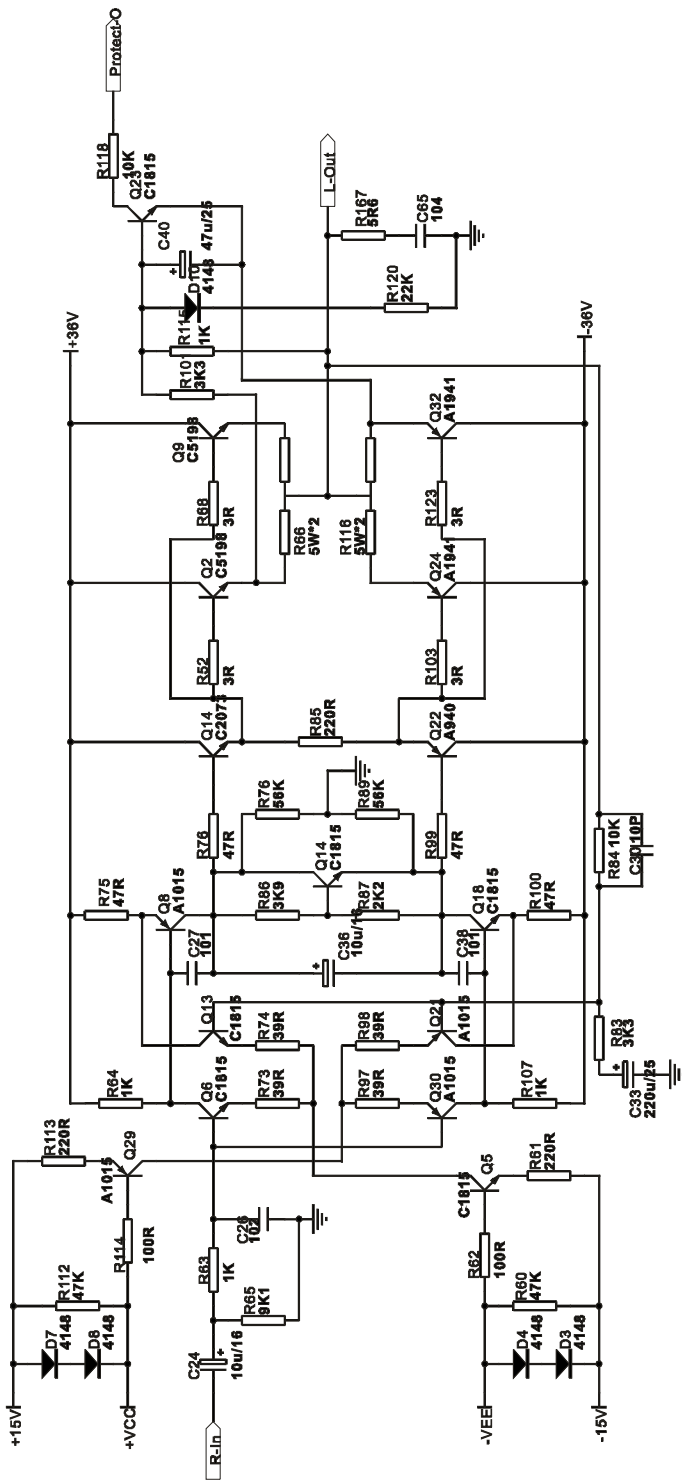 Protect-O
R118
10K
Q23
C1815
C40
47u/25
D10
4148
R115
1K
R101
3K3
L-Out
R167
5R6
C65
104
R120
22K
+36V
-36V
Q9
C5198
R68
3R
Q2
C5198
R52
3R
R66
5W*2
R116
5W*2
Q32
A1941
R123
3R
Q24
A1941
R103
3R
Q14
C2073
R85
220R
Q22
A940
R76
47R
R76
56K
R89
56K
R99
47R
Q14
C1815
R84
10K
C30
10P
R75
47R
Q8
A1015
R86
3K9
R87
2K2
Q18
C1815
R100
47R
C27
101
C36
10u/16
C38
101
Q13
C1815
R74
39R
R98
39R
Q21
A1015
R83
3K3
C33
220u/25
R64
1K
Q6
C1815
R73
39R
R97
39R
Q30
A1015
R107
1K
R113
220R
Q29
A1015
R114
100R
R112
47K
D7
4148
D8
4148
+15V
+VCC
C26
102
R63
1K
R65
9K1
C24
10u/16
R-In
Q5
C1815
R61
220R
R62
100R
R60
47K
D4
4148
D3
4148
-VEE
-15V